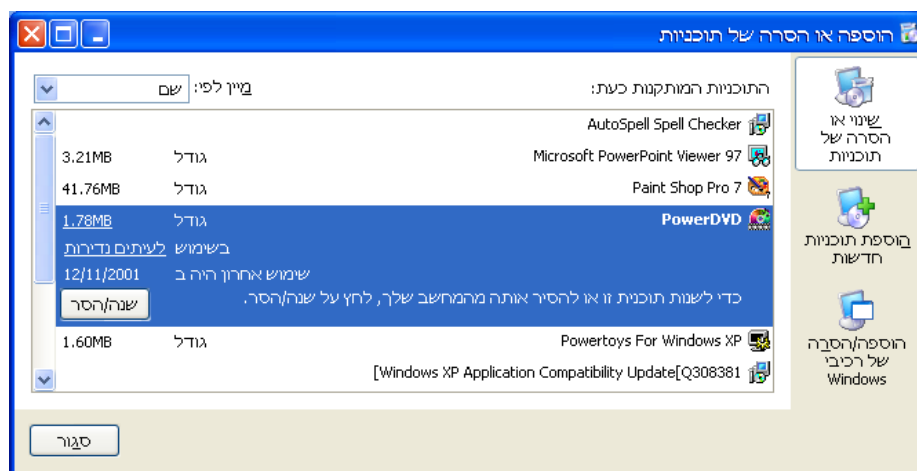 הוספה או הסרה של תוכניות
שינוי או
הסרה של
תוכניות
הוספת תוכניות
חדשות
הוספה/הסרה
של רכיבי
Windows
התוכניות המותקנות כעת:
מיין לפי: שם
AutoSpell Spell Checker
Microsoft PowerPoint Viewer 97 גודל 3.21MB
Paint Shop Pro 7 גודל 41.76MB
PowerDVD גודל 1.78MB
בשימוש לעיתים נדירות
שימוש אחרון היה ב 12/11/2001
כדי לשנות תוכנית זו או להסיר אותה מהמחשב שלך, לחץ על שנה/הסר.
שנה/הסר
Powertoys For Windows XP גודל 1.60MB
[Windows XP Application Compatibility Update[Q308381
סגור